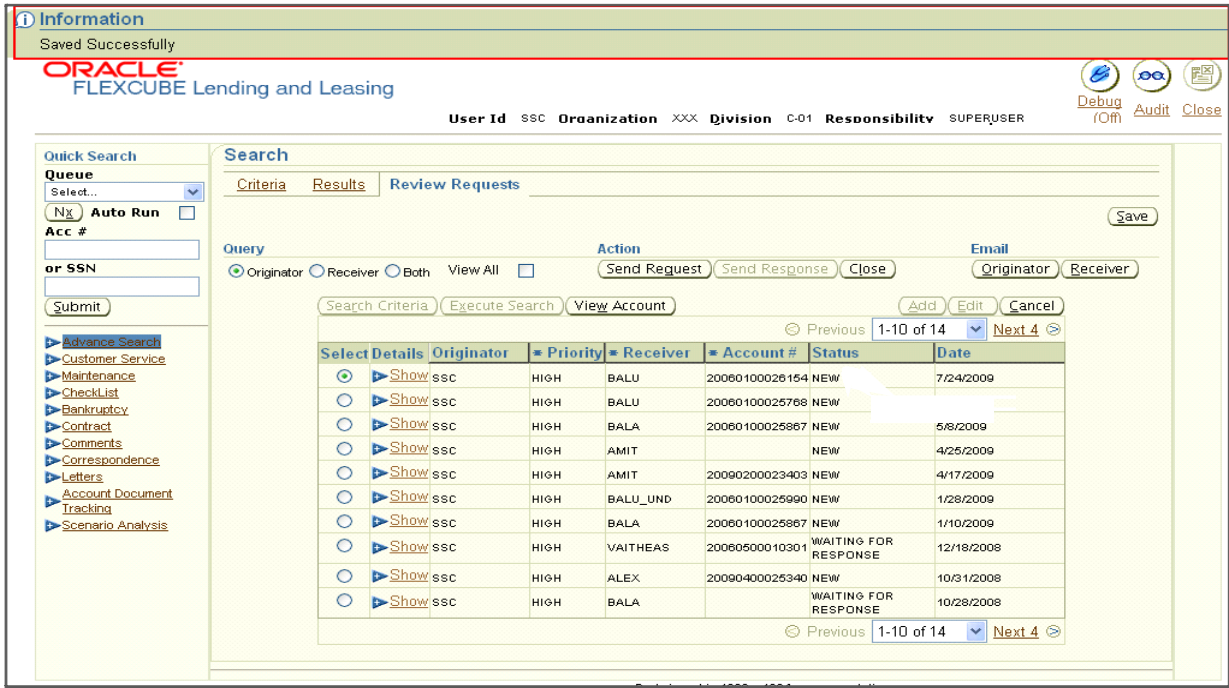 Information
Saved Successfully
ORACLE
FLEXCUBE Lending and Leasing
Debug (Off) Audit Close
User Id SSC Organization XXX Division C-01 Responsibility SUPERUSER
Quick Search
Queue
Select...
Nx Auto Run
Acc #
or SSN
Submit
Advance Search
Customer Service
Maintenance
CheckList
Bankruptcy
Contract
Comments
Correspondence
Letters
Account Document
Tracking
Scenario Analysis
Search
Criteria Results Review Requests
Save
Query Action Email
Originator Receiver Both View All Send Request Send Response Close Originator Receiver
Search Criteria Execute Search View Account Add Edit Cancel
Previous 1-10 of 14 Next 4
Select Details Originator * Priority * Receiver * Account # Status Date
Show SSC HIGH BALU 20060100026154 NEW 7/24/2009
Show SSC HIGH BALU 20060100025768 NEW
Show SSC HIGH BALA 20060100025867 NEW 5/8/2009
Show SSC HIGH AMIT NEW 4/25/2009
Show SSC HIGH AMIT 20090200023403 NEW 4/17/2009
Show SSC HIGH BALU_UND 20060100025990 NEW 1/28/2009
Show SSC HIGH BALA 20060100025867 NEW 1/10/2009
Show SSC HIGH VAITHEAS 20060500010301 WAITING FOR RESPONSE 12/18/2008
Show SSC HIGH ALEX 20090400025340 NEW 10/31/2008
Show SSC HIGH BALA WAITING FOR RESPONSE 10/28/2008
Previous 1-10 of 14 Next 4